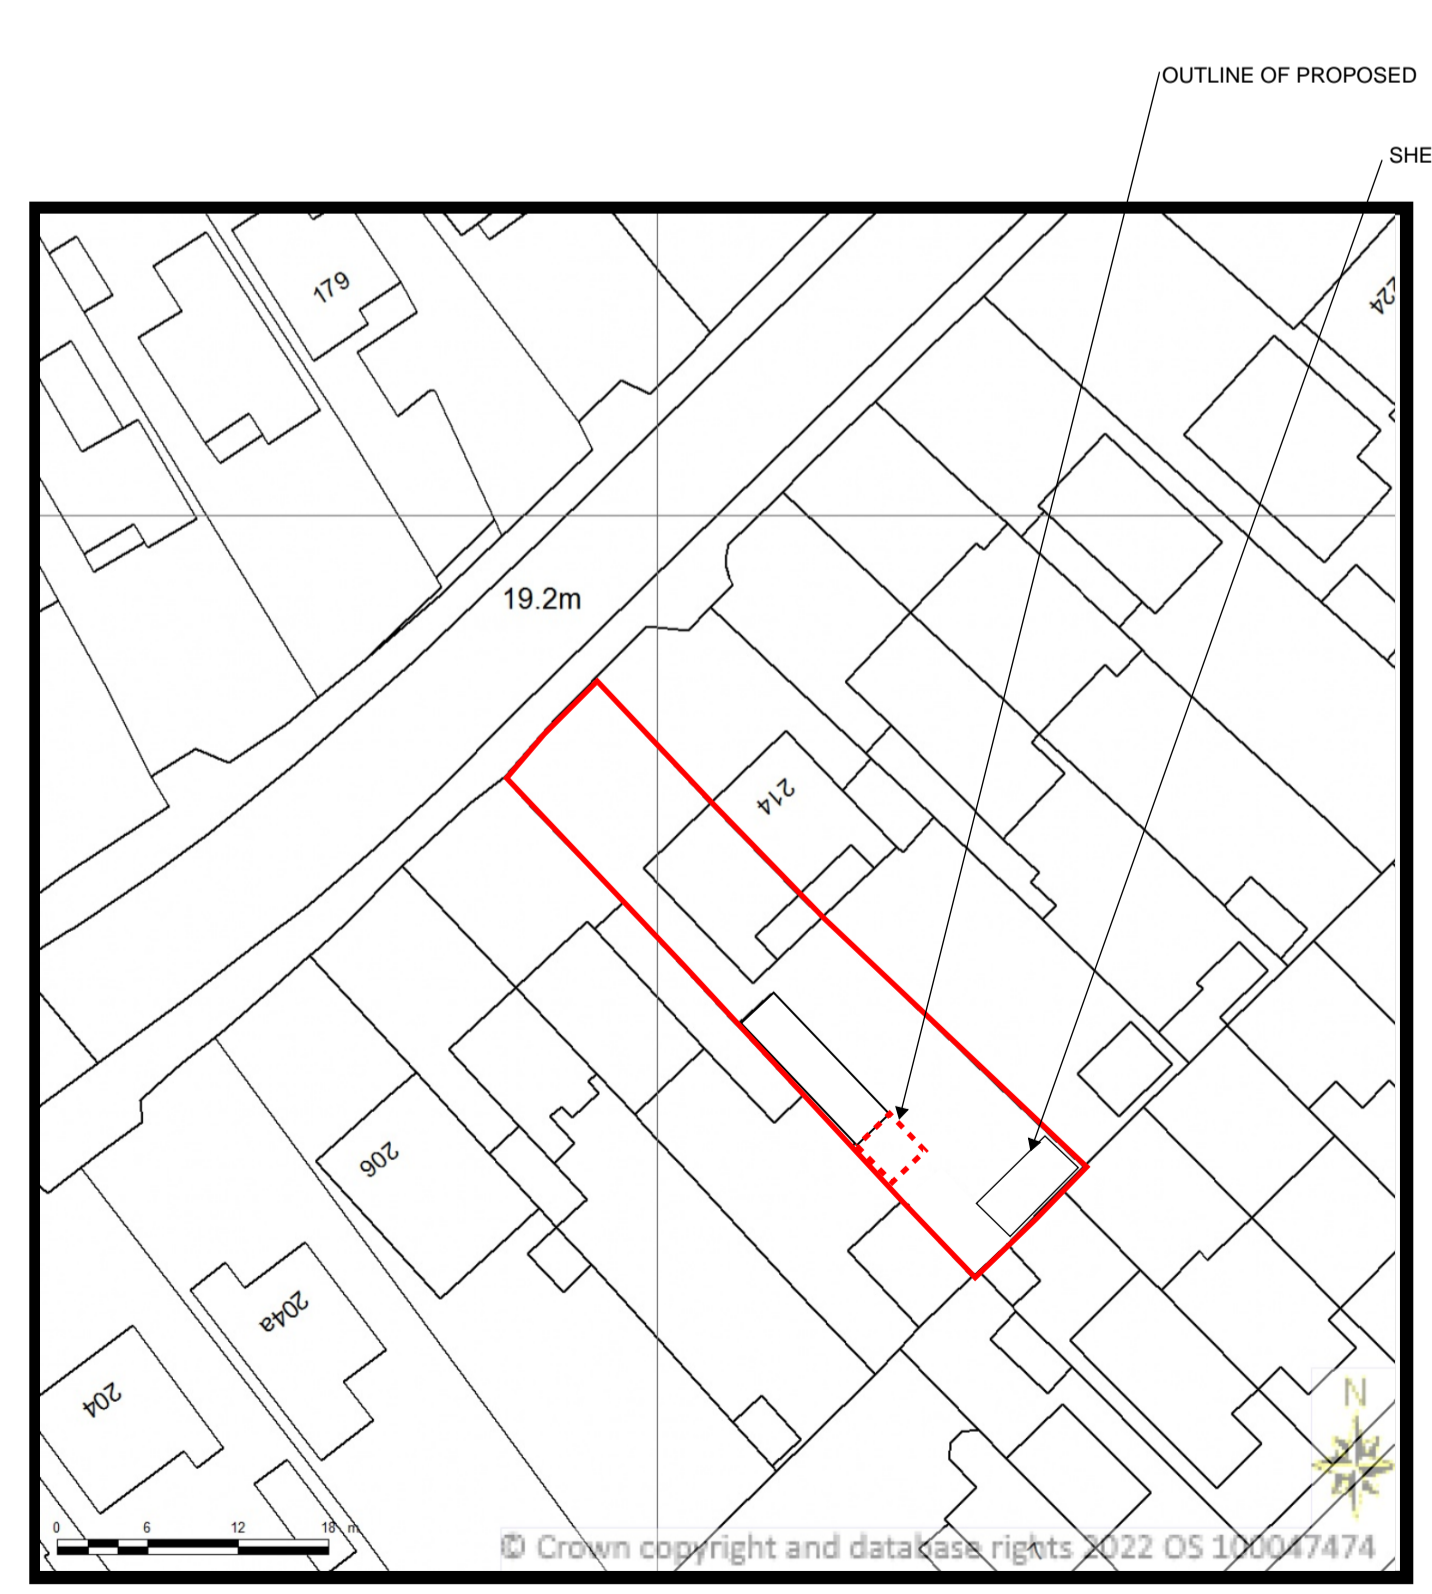 OUTLINE OF PROPOSED
SHE
179
224
19.2m
214
206
204a
204
N
0 6 12 18 m
© Crown copyright and database rights 2022 OS 100047474